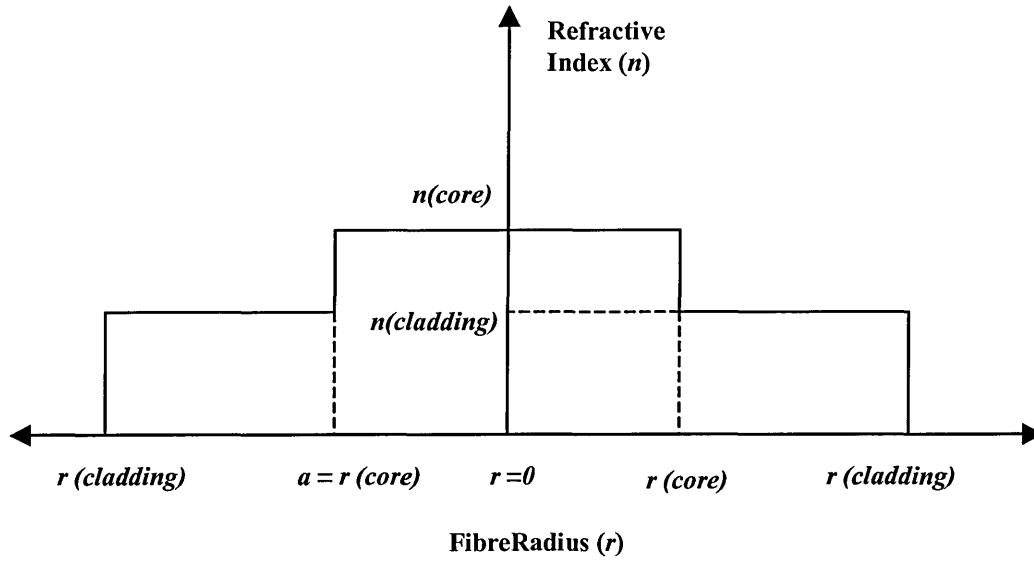 Refractive
Index (n)
n(core)
n(cladding)
r (cladding)
a = r (core)
r =0
r (core)
r (cladding)
FibreRadius (r)